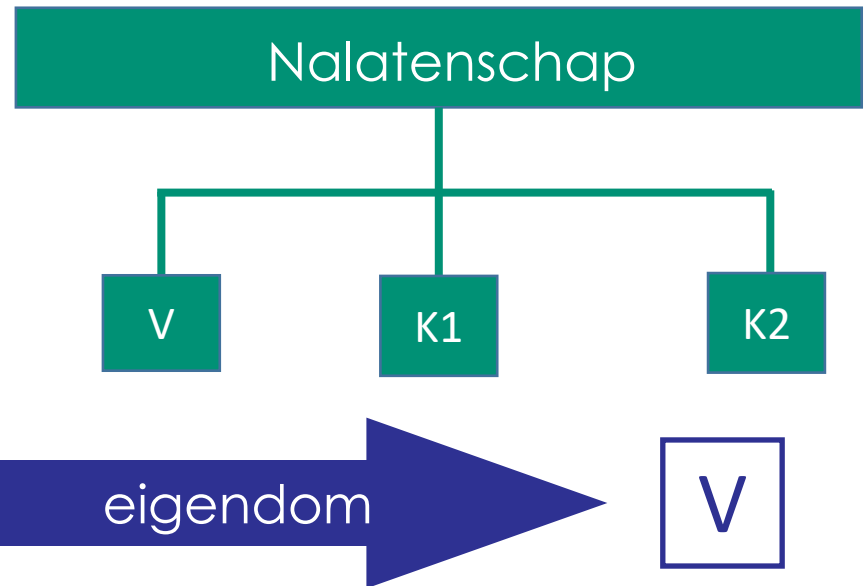 Nalatenschap
V
K1
K2
eigendom
V